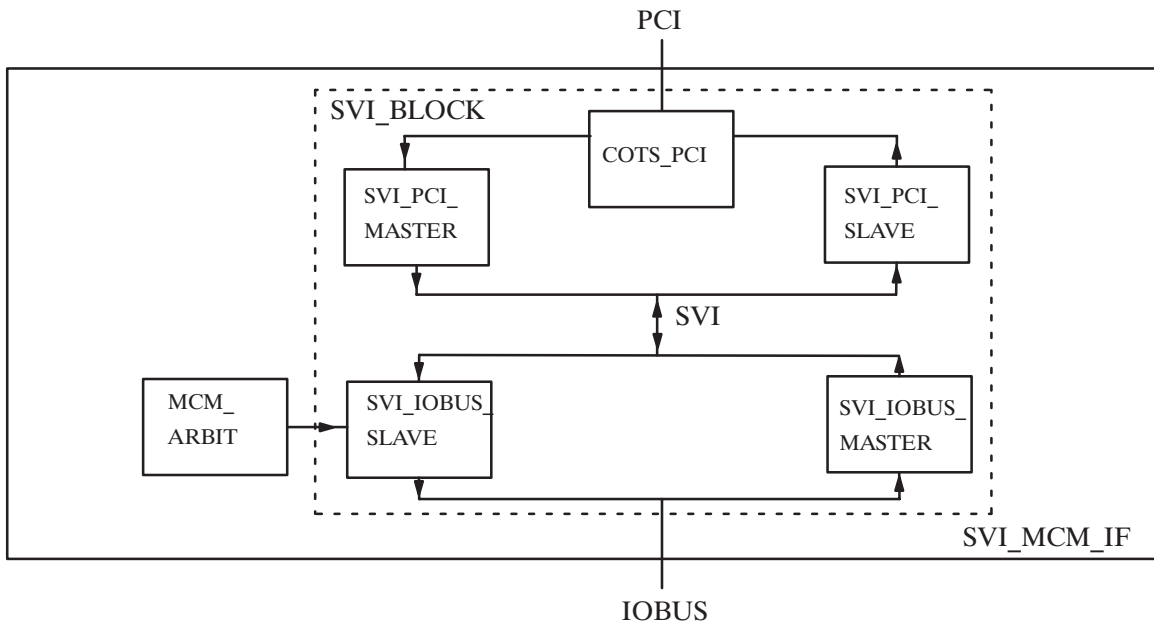 PCI
SVI_BLOCK
COTS_PCI
SVI_PCI_
MASTER
SVI_PCI_
SLAVE
SVI
MCM_
ARBIT
SVI_IOBUS_
SLAVE
SVI_IOBUS_
MASTER
SVI_MCM_IF
IOBUS